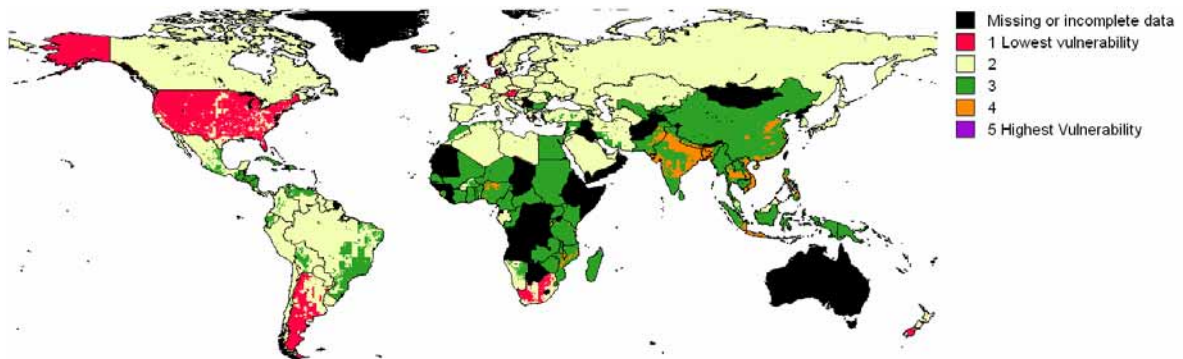 Missing or incomplete data
1 Lowest vulnerability
2
3
4
5 Highest Vulnerability